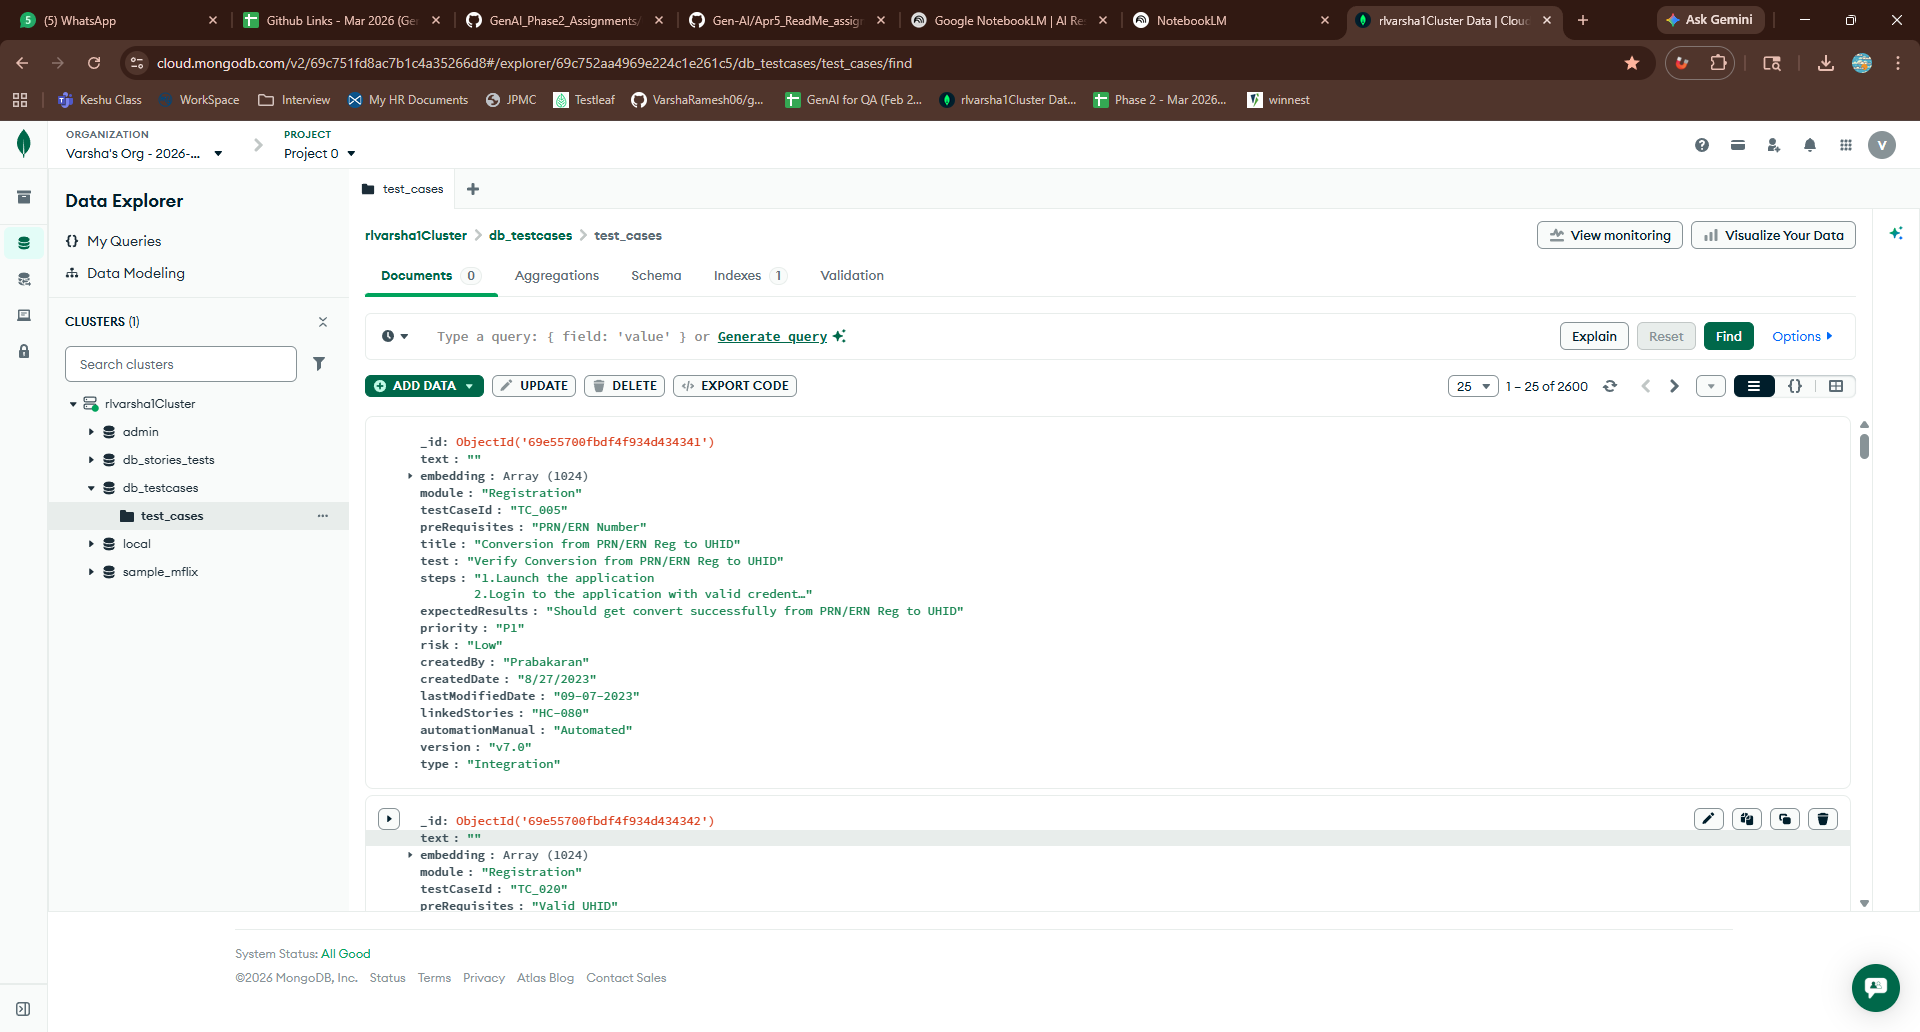 (5) WhatsApp
Github Links - Mar 2026 (Ger
GenAI_Phase2_Assignments/
Gen-AI/Apr5_ReadMe_assig
Google NotebookLM | AI Re
NotebookLM
rlvarsha1Cluster Data | Cloud
Ask Gemini
cloud.mongodb.com/v2/69c751fd8ac7b1c4a35266d8#/explorer/69c752aa4969e224c1e261c5/db_testcases/test_cases/find
Keshu Class
WorkSpace
Interview
My HR Documents
JPMC
Testleaf
VarshaRamesh06/g...
GenAI for QA (Feb 2...
rlvarsha1Cluster Dat...
Phase 2 - Mar 2026...
winnest
ORGANIZATION
Varsha's Org - 2026-...
PROJECT
Project 0
V
Data Explorer
My Queries
Data Modeling
CLUSTERS (1)
Search clusters
rlvarsha1Cluster
admin
db_stories_tests
db_testcases
test_cases
local
sample_mflix
test_cases
rlvarsha1Cluster > db_testcases > test_cases
View monitoring
Visualize Your Data
Documents 0
Aggregations
Schema
Indexes 1
Validation
Type a query: { field: 'value' } or Generate query
Explain
Reset
Find
Options
ADD DATA
UPDATE
DELETE
EXPORT CODE
25
1 – 25 of 2600
_id: ObjectId('69e55700fbdf4f934d434341')
text : ""
embedding : Array (1024)
module : "Registration"
testCaseId : "TC_005"
preRequisites : "PRN/ERN Number"
title : "Conversion from PRN/ERN Reg to UHID"
test : "Verify Conversion from PRN/ERN Reg to UHID"
steps : "1.Launch the application
2.Login to the application with valid credent…"
expectedResults : "Should get convert successfully from PRN/ERN Reg to UHID"
priority : "P1"
risk : "Low"
createdBy : "Prabakaran"
createdDate : "8/27/2023"
lastModifiedDate : "09-07-2023"
linkedStories : "HC-080"
automationManual : "Automated"
version : "v7.0"
type : "Integration"
_id: ObjectId('69e55700fbdf4f934d434342')
text : ""
embedding : Array (1024)
module : "Registration"
testCaseId : "TC_020"
preRequisites : "Valid UHID"
System Status: All Good
©2026 MongoDB, Inc. Status Terms Privacy Atlas Blog Contact Sales